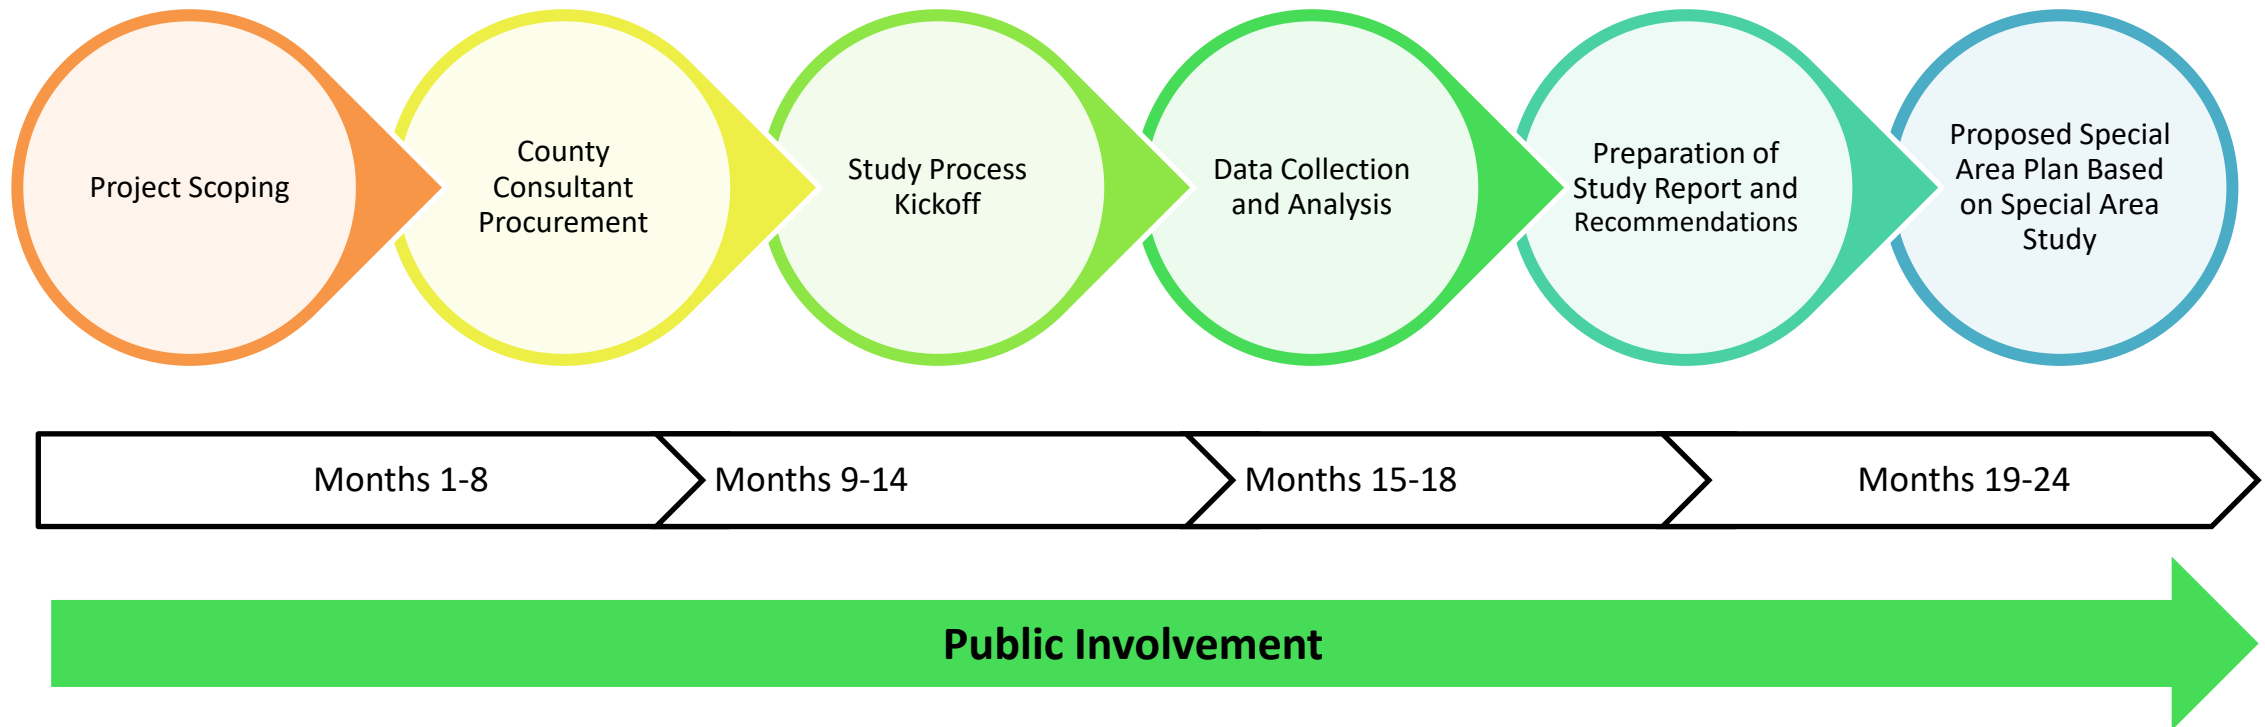 Project Scoping
County
Consultant
Procurement
Study Process
Kickoff
Data Collection
and Analysis
Preparation of
Study Report and
Recommendations
Proposed Special
Area Plan Based
on Special Area
Study
Months 1-8
Months 9-14
Months 15-18
Months 19-24
Public Involvement